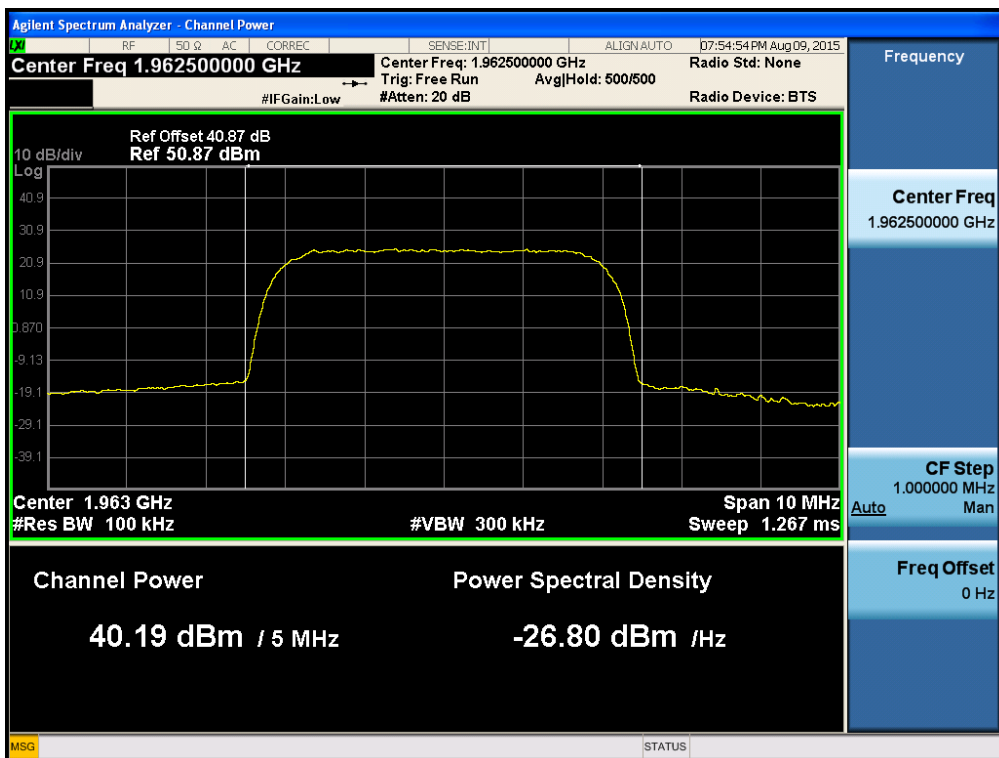 Agilent Spectrum Analyzer - Channel Power
LXI RF 50 Ω AC CORREC SENSE:INT ALIGN AUTO 07:54:54 PM Aug 09, 2015
Center Freq 1.962500000 GHz
Center Freq: 1.962500000 GHz
Radio Std: None
Trig: Free Run Avg|Hold: 500/500
#IFGain:Low
#Atten: 20 dB
Radio Device: BTS
Ref Offset 40.87 dB
10 dB/div Ref 50.87 dBm
Log
40.9
30.9
20.9
10.9
0.870
-9.13
-19.1
-29.1
-39.1
Center 1.963 GHz
Span 10 MHz
#Res BW 100 kHz
#VBW 300 kHz
Sweep 1.267 ms
Channel Power
Power Spectral Density
40.19 dBm / 5 MHz
-26.80 dBm /Hz
Frequency
Center Freq
1.962500000 GHz
CF Step
1.000000 MHz
Auto Man
Freq Offset
0 Hz
MSG
STATUS